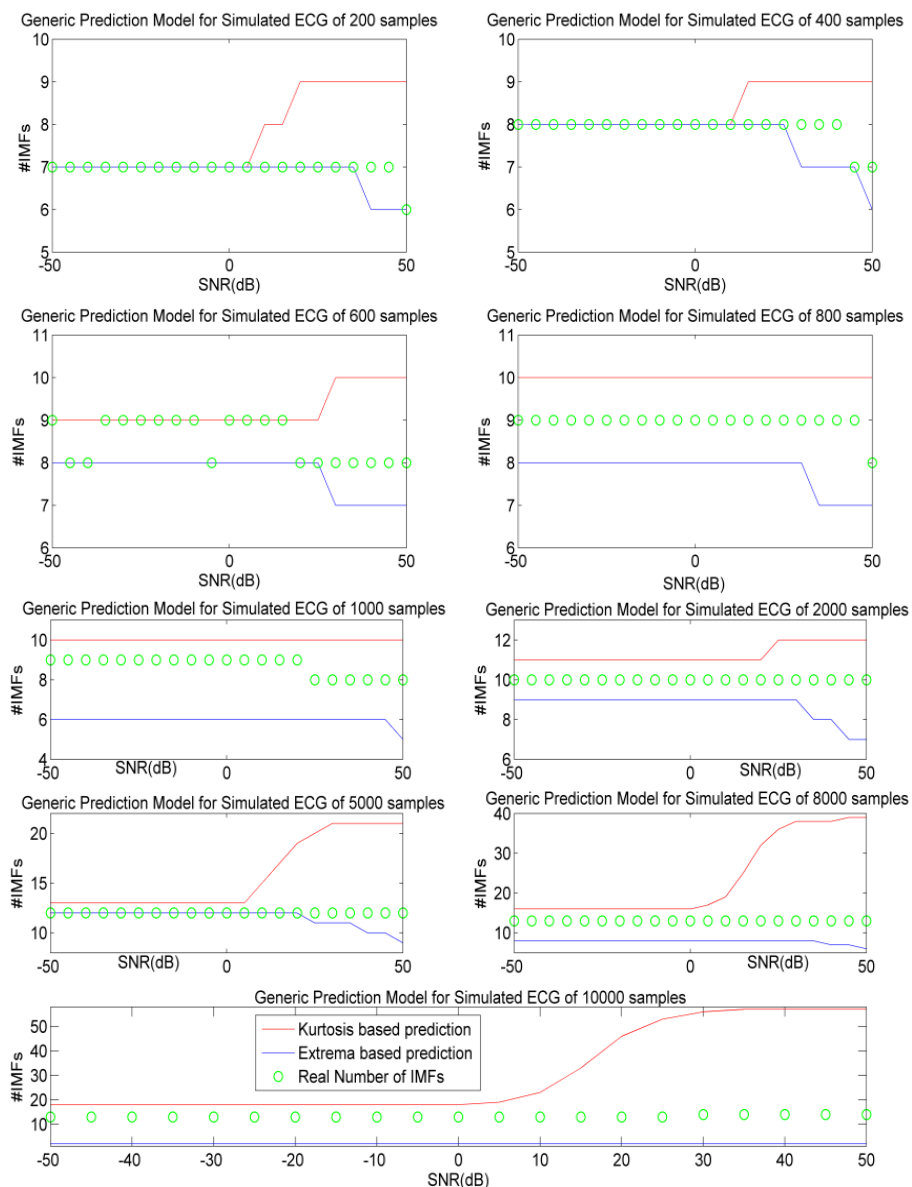 Generic Prediction Model for Simulated ECG of 200 samples
10
9
8
7
6
5
#IMFs
-50
0
50
SNR(dB)
Generic Prediction Model for Simulated ECG of 400 samples
10
9
8
7
6
5
#IMFs
-50
0
50
SNR(dB)
Generic Prediction Model for Simulated ECG of 600 samples
11
10
9
8
7
6
#IMFs
-50
0
50
SNR(dB)
Generic Prediction Model for Simulated ECG of 800 samples
11
10
9
8
7
6
#IMFs
-50
0
50
SNR(dB)
Generic Prediction Model for Simulated ECG of 1000 samples
10
8
6
4
#IMFs
-50
0
50
SNR(dB)
Generic Prediction Model for Simulated ECG of 2000 samples
12
10
8
6
#IMFs
-50
0
50
SNR(dB)
Generic Prediction Model for Simulated ECG of 5000 samples
20
15
10
#IMFs
-50
0
50
SNR(dB)
Generic Prediction Model for Simulated ECG of 8000 samples
40
30
20
10
#IMFs
-50
0
50
SNR(dB)
Generic Prediction Model for Simulated ECG of 10000 samples
50
40
30
20
10
#IMFs
Kurtosis based prediction
Extrema based prediction
Real Number of IMFs
-50 -40 -30 -20 -10 0 10 20 30 40 50
SNR(dB)